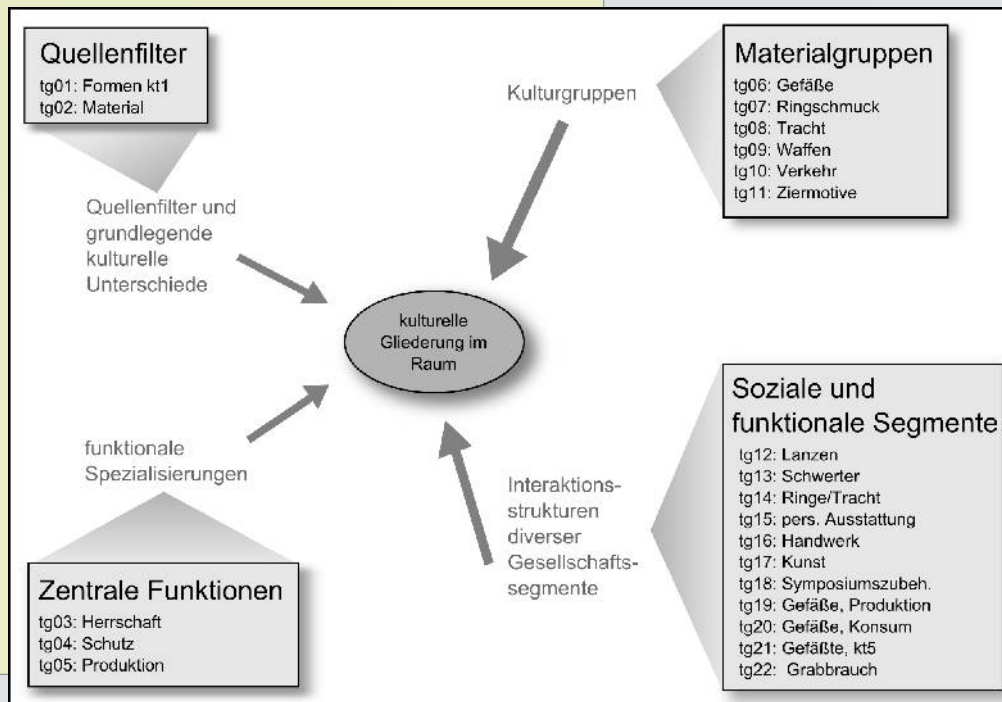 Quellenfilter
tg01: Formen kt1
tg02: Material
Quellenfilter und
grundlegende
kulturelle
Unterschiede
Kulturgruppen
Materialgruppen
tg06: Gefäße
tg07: Ringschmuck
tg08: Tracht
tg09: Waffen
tg10: Verkehr
tg11: Ziermotive
kulturelle
Gliederung im
Raum
funktionale
Spezialisierungen
Zentrale Funktionen
tg03: Herrschaft
tg04: Schutz
tg05: Produktion
Interaktions-
strukturen
diverser
Gesellschafts-
segmente
Soziale und
funktionale Segmente
tg12: Lanzen
tg13: Schwerter
tg14: Ringe/Tracht
tg15: pers. Ausstattung
tg16: Handwerk
tg17: Kunst
tg18: Symposiumszubeh.
tg19: Gefäße, Produktion
tg20: Gefäße, Konsum
tg21: Gefäßte, kt5
tg22: Grabbrauch